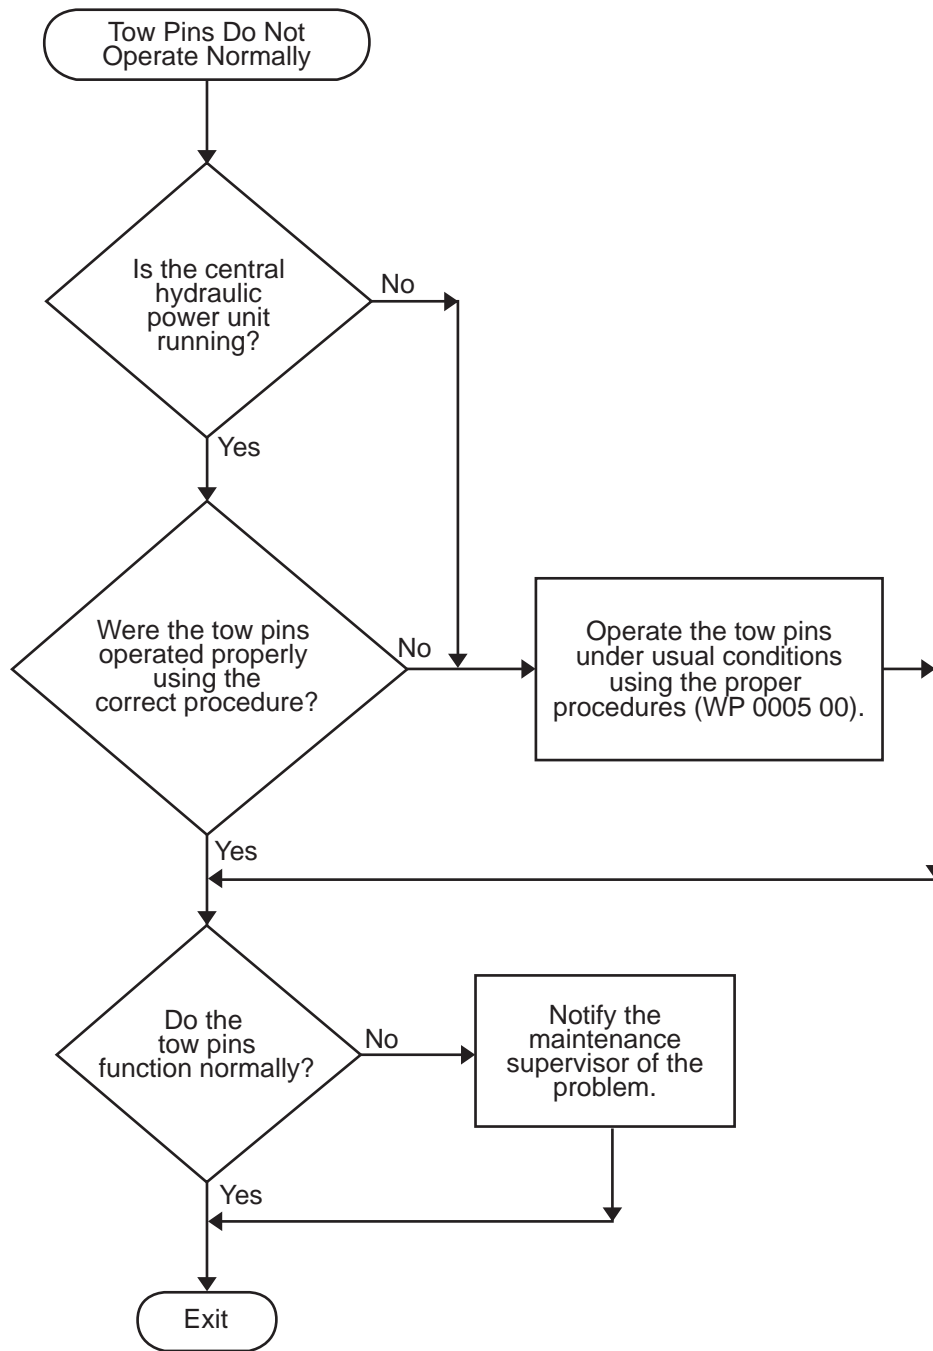 Tow Pins Do Not
Operate Normally
Is the central
hydraulic
power unit
running?
No
Yes
Were the tow pins
operated properly
using the
correct procedure?
No
Operate the tow pins
under usual conditions
using the proper
procedures (WP 0005 00).
Yes
Do the
tow pins
function normally?
No
Notify the
maintenance
supervisor of the
problem.
Yes
Exit